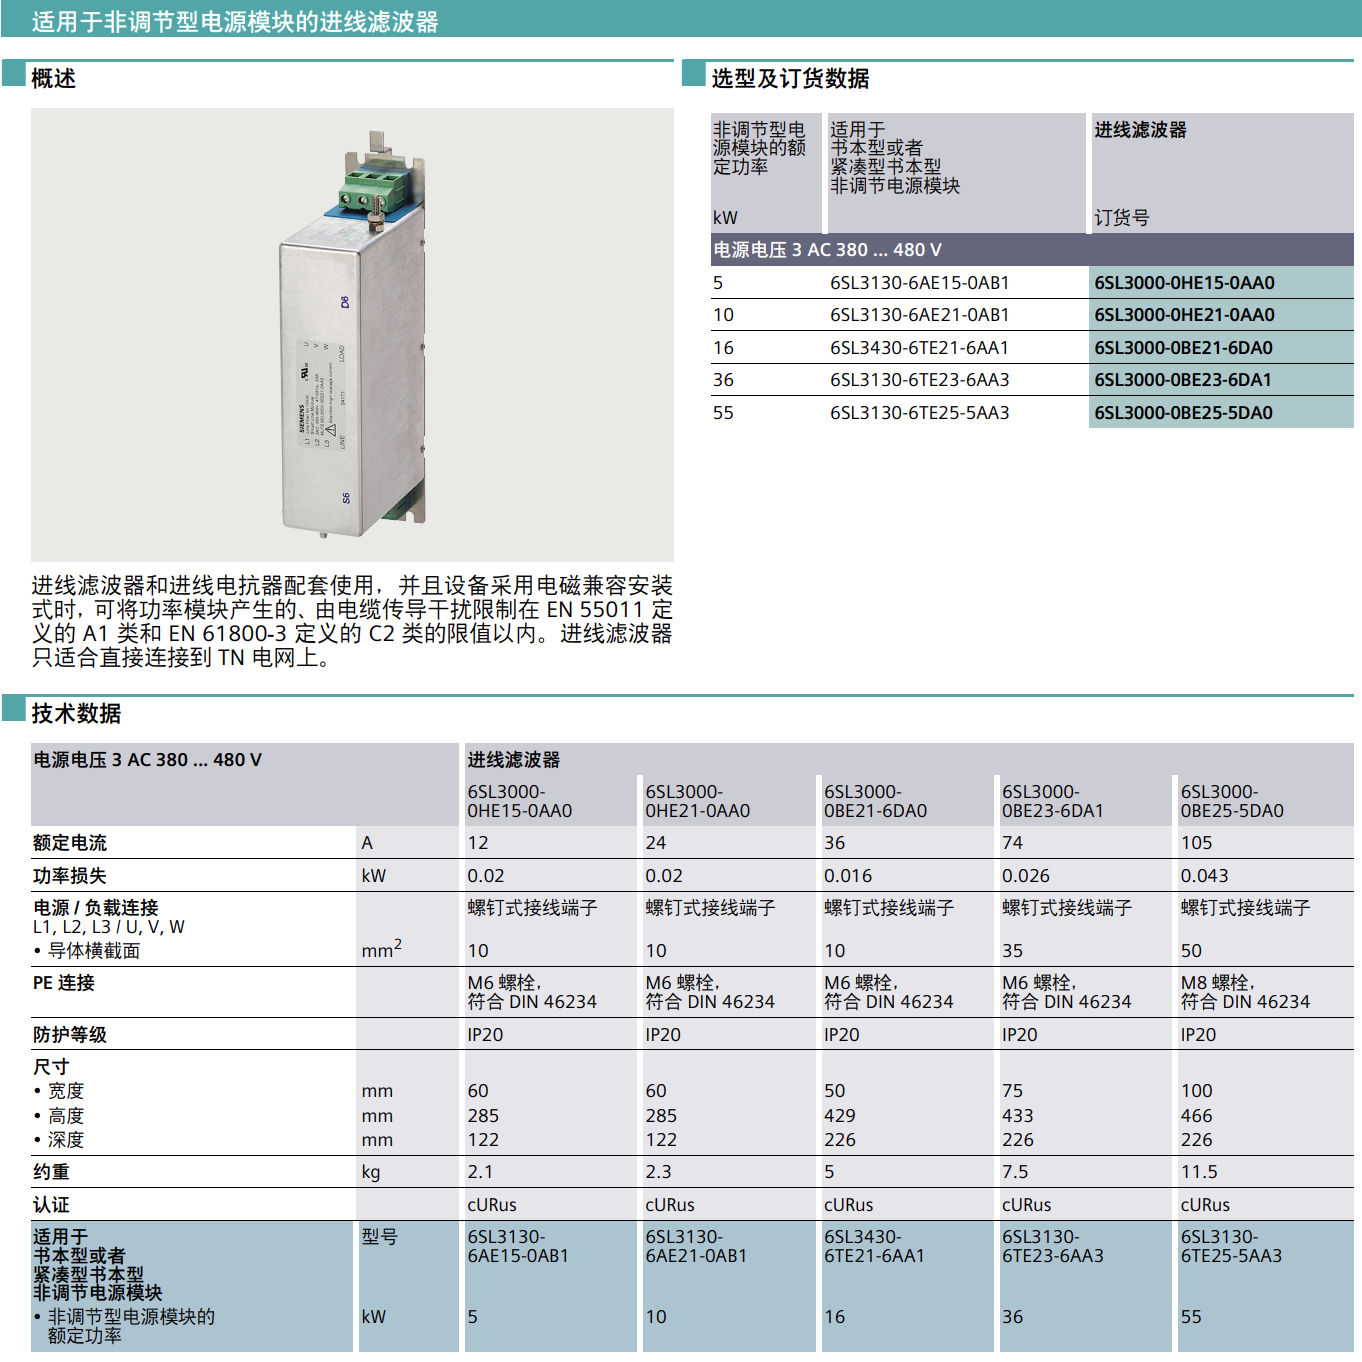 适用于非调节型电源模块的进线滤波器
概述
D6
U V W
LOAD
SIEMENS
L1 L2 L3
LINE
S6
进线滤波器和进线电抗器配套使用，并且设备采用电磁兼容安装
式时，可将功率模块产生的、由电缆传导干扰限制在 EN 55011 定
义的 A1 类和 EN 61800-3 定义的 C2 类的限值以内。进线滤波器
只适合直接连接到 TN 电网上。
选型及订货数据
非调节型电源模块的额定功率 kW 适用于书本型或者紧凑型书本型非调节电源模块 进线滤波器 订货号
电源电压 3 AC 380 ... 480 V
5 6SL3130-6AE15-0AB1 6SL3000-0HE15-0AA0
10 6SL3130-6AE21-0AB1 6SL3000-0HE21-0AA0
16 6SL3430-6TE21-6AA1 6SL3000-0BE21-6DA0
36 6SL3130-6TE23-6AA3 6SL3000-0BE23-6DA1
55 6SL3130-6TE25-5AA3 6SL3000-0BE25-5DA0
技术数据
电源电压 3 AC 380 ... 480 V 进线滤波器
6SL3000- 6SL3000- 6SL3000- 6SL3000- 6SL3000-
0HE15-0AA0 0HE21-0AA0 0BE21-6DA0 0BE23-6DA1 0BE25-5DA0
额定电流 A 12 24 36 74 105
功率损失 kW 0.02 0.02 0.016 0.026 0.043
电源 / 负载连接 螺钉式接线端子 螺钉式接线端子 螺钉式接线端子 螺钉式接线端子 螺钉式接线端子
L1, L2, L3 / U, V, W
• 导体横截面 mm2 10 10 10 35 50
PE 连接 M6 螺栓， M6 螺栓， M6 螺栓， M6 螺栓， M8 螺栓，
符合 DIN 46234 符合 DIN 46234 符合 DIN 46234 符合 DIN 46234 符合 DIN 46234
防护等级 IP20 IP20 IP20 IP20 IP20
尺寸
• 宽度 mm 60 60 50 75 100
• 高度 mm 285 285 429 433 466
• 深度 mm 122 122 226 226 226
约重 kg 2.1 2.3 5 7.5 11.5
认证 cURus cURus cURus cURus cURus
适用于 型号 6SL3130- 6SL3130- 6SL3430- 6SL3130- 6SL3130-
书本型或者 6AE15-0AB1 6AE21-0AB1 6TE21-6AA1 6TE23-6AA3 6TE25-5AA3
紧凑型书本型
非调节电源模块
• 非调节型电源模块的 kW 5 10 16 36 55
额定功率